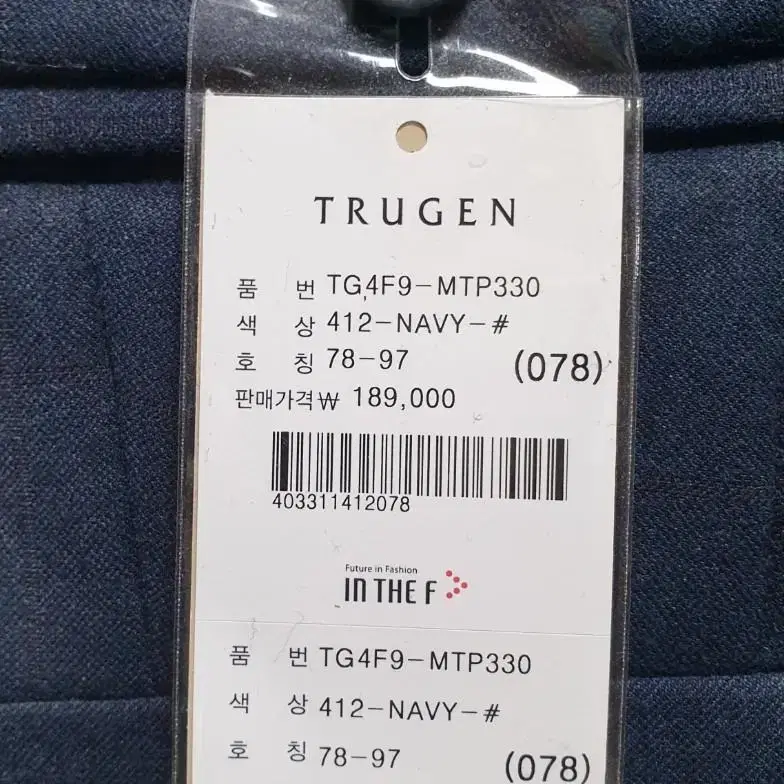 TRUGEN
품 번 TG4F9-MTP330
색 상 412-NAVY-#
호 칭 78-97 (078)
판매가격₩ 189,000
403311412078
Future in Fashion
IN THE F
품 번 TG4F9-MTP330
색 상 412-NAVY-#
호 칭 78-97 (078)